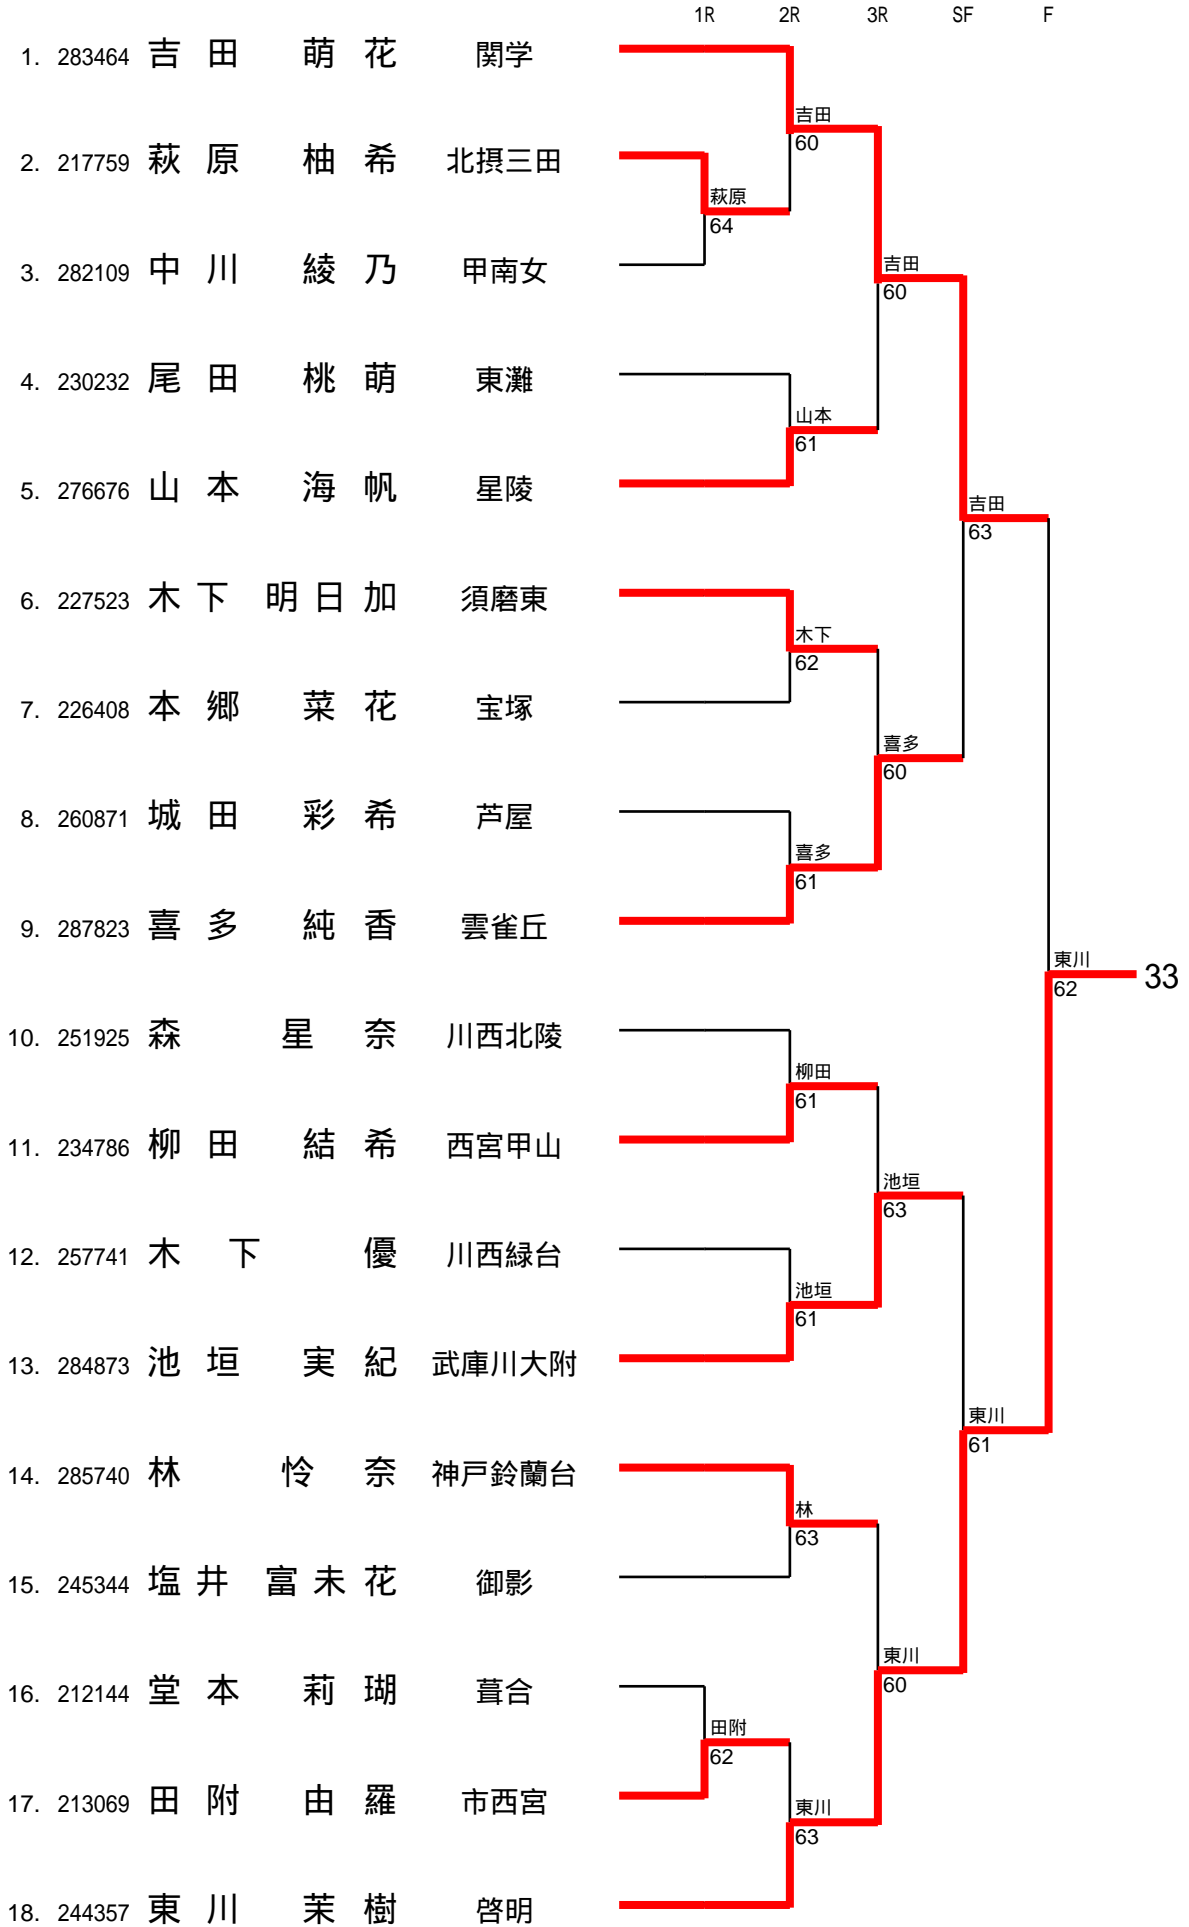 1R 2R 3R SF F
1. 283464 吉田 萌花 関学
吉田
60
2. 217759 萩原 柚希 北摂三田
萩原
64
3. 282109 中川 綾乃 甲南女
吉田
60
4. 230232 尾田 桃萌 東灘
山本
61
5. 276676 山本 海帆 星陵
吉田
63
6. 227523 木下 明日加 須磨東
木下
62
7. 226408 本郷 菜花 宝塚
喜多
60
8. 260871 城田 彩希 芦屋
喜多
61
9. 287823 喜多 純香 雲雀丘
東川
62 33
10. 251925 森 星奈 川西北陵
柳田
61
11. 234786 柳田 結希 西宮甲山
池垣
63
12. 257741 木下 優 川西緑台
池垣
61
13. 284873 池垣 実紀 武庫川大附
東川
61
14. 285740 林 怜奈 神戸鈴蘭台
林
63
15. 245344 塩井 富未花 御影
東川
60
16. 212144 堂本 莉瑚 葺合
田附
62
17. 213069 田附 由羅 市西宮
東川
63
18. 244357 東川 茉樹 啓明